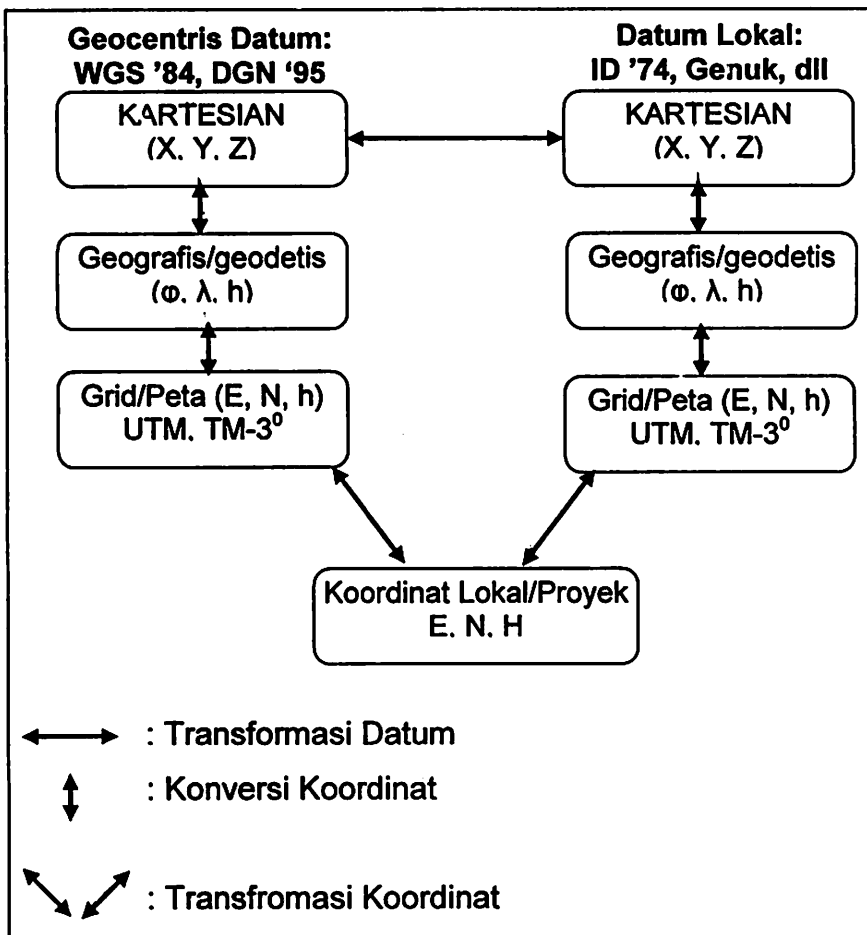 Geocentris Datum:
WGS '84, DGN '95
KARTESIAN
(X. Y. Z)
Geografis/geodetis
(φ. λ. h)
Grid/Peta (E, N, h)
UTM. TM-3⁰
Datum Lokal:
ID '74, Genuk, dll
KARTESIAN
(X. Y. Z)
Geografis/geodetis
(φ. λ. h)
Grid/Peta (E, N, h)
UTM. TM-3⁰
Koordinat Lokal/Proyek
E. N. H
: Transformasi Datum
: Konversi Koordinat
: Transfromasi Koordinat